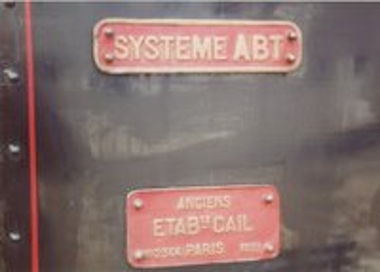 SYSTEME ABT
ANCIENS
ETABTS CAIL
PARIS